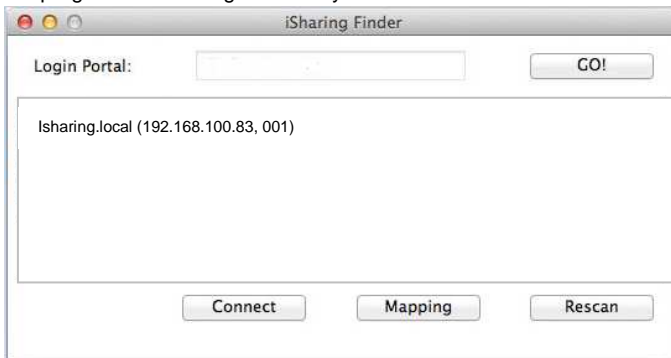 iSharing Finder
Login Portal:
GO!
Isharing.local (192.168.100.83, 001)
Connect
Mapping
Rescan